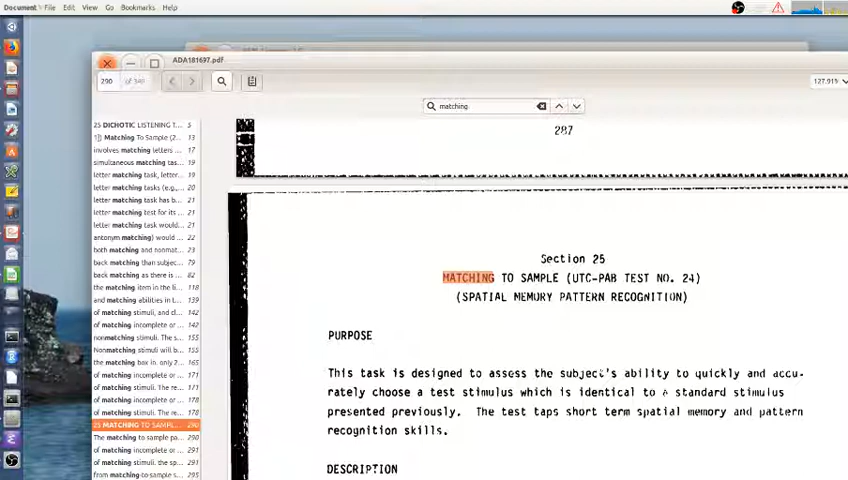 Document File Edit View Go Bookmarks Help
ADA181697.pdf
290 of 349
127.919
matching
25 DICHOTIC LISTENING T... 5
Matching To Sample (2... 13
involves matching letters ... 17
simultaneous matching tas... 19
letter matching task, letter... 19
letter matching tasks (e.g.,... 20
letter matching task has b... 21
letter matching test for its ... 21
letter matching task would... 21
antonym matching) would ... 22
both matching and nonmat... 23
back matching than subjec... 79
back matching as there is ... 82
the matching item in the li... 118
and matching abilities in t... 139
of matching stimuli, and cl... 142
of matching incomplete or ... 142
nonmatching stimuli. The s... 155
Nonmatching stimuli will b... 155
the matching box in. only 2... 165
of matching incomplete or ... 171
of matching stimuli. The re... 171
of matching incomplete or ... 178
of matching stimuli. The re... 178
25 MATCHING TO SAMPL... 290
The matching to sample pa... 290
of matching incomplete or ... 291
of matching stimuli. the sp... 291
from matching-to-sample s... 295
287
Section 25
MATCHING TO SAMPLE (UTC-PAB TEST NO. 24)
(SPATIAL MEMORY PATTERN RECOGNITION)
PURPOSE
This task is designed to assess the subject's ability to quickly and accu-
rately choose a test stimulus which is identical to a standard stimulus
presented previously. The test taps short term spatial memory and pattern
recognition skills.
DESCRIPTION